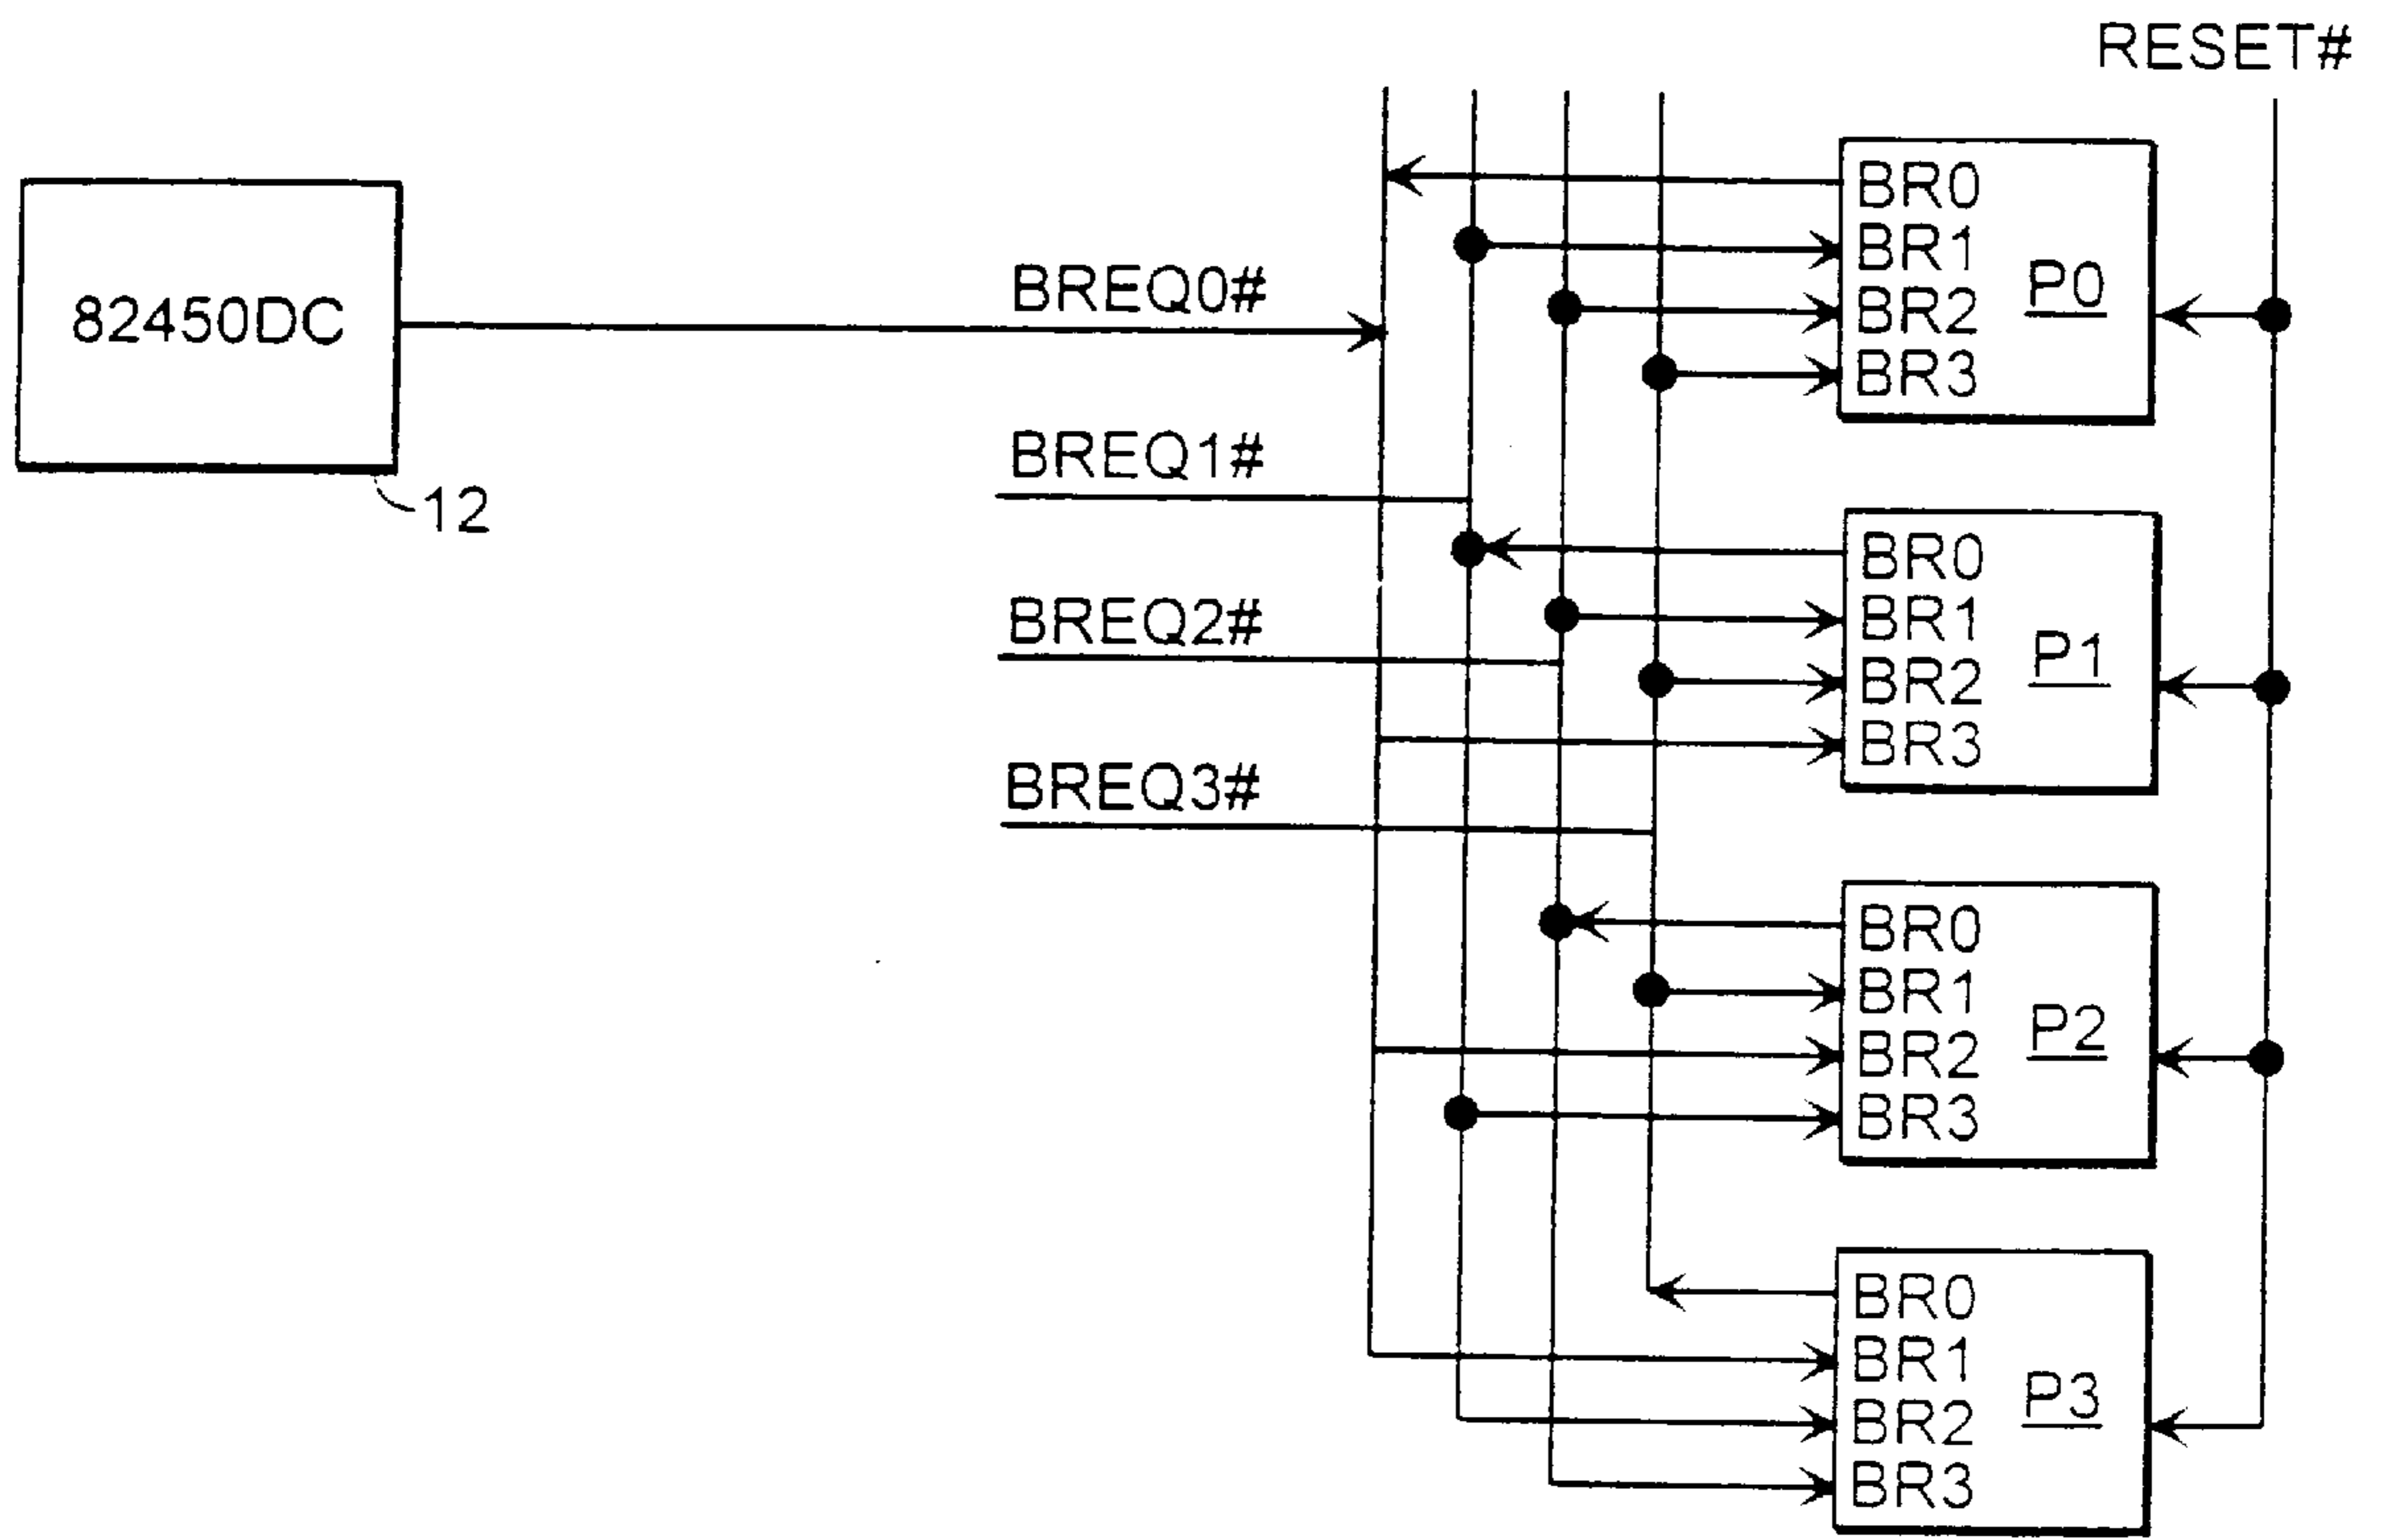 RESET#
82450DC
12
BREQ0#
BREQ1#
BREQ2#
BREQ3#
BR0
BR1
BR2
BR3
P0
BR0
BR1
BR2
BR3
P1
BR0
BR1
BR2
BR3
P2
BR0
BR1
BR2
BR3
P3